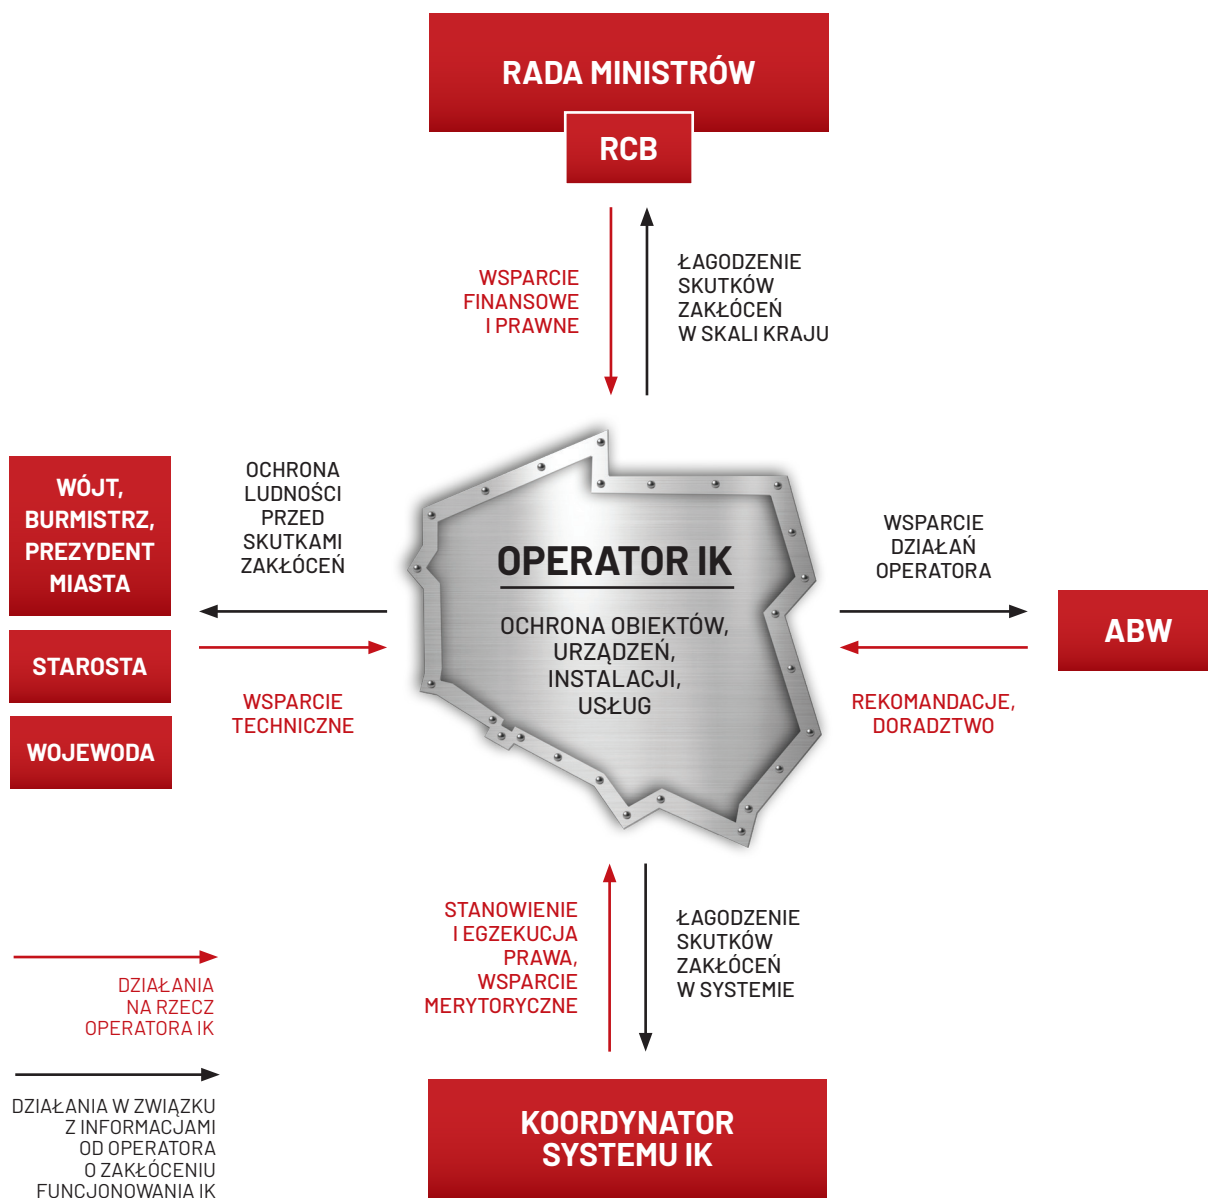 RADA MINISTRÓW
RCB
WSPARCIE
FINANSOWE
I PRAWNE
ŁAGODZENIE
SKUTKÓW
ZAKŁÓCEŃ
W SKALI KRAJU
WÓJT,
BURMISTRZ,
PREZYDENT
MIASTA
STAROSTA
WOJEWODA
OCHRONA
LUDNOŚCI
PRZED
SKUTKAMI
ZAKŁÓCEŃ
WSPARCIE
TECHNICZNE
OPERATOR IK
OCHRONA OBIEKTÓW,
URZĄDZEŃ,
INSTALACJI,
USŁUG
WSPARCIE
DZIAŁAŃ
OPERATORA
REKOMANDACJE,
DORADZTWO
ABW
STANOWIENIE
I EGZEKUCJA
PRAWA,
WSPARCIE
MERYTORYCZNE
ŁAGODZENIE
SKUTKÓW
ZAKŁÓCEŃ
W SYSTEMIE
KOORDYNATOR
SYSTEMU IK
DZIAŁANIA
NA RZECZ
OPERATORA IK
DZIAŁANIA W ZWIĄZKU
Z INFORMACJAMI
OD OPERATORA
O ZAKŁÓCENIU
FUNCJONOWANIA IK